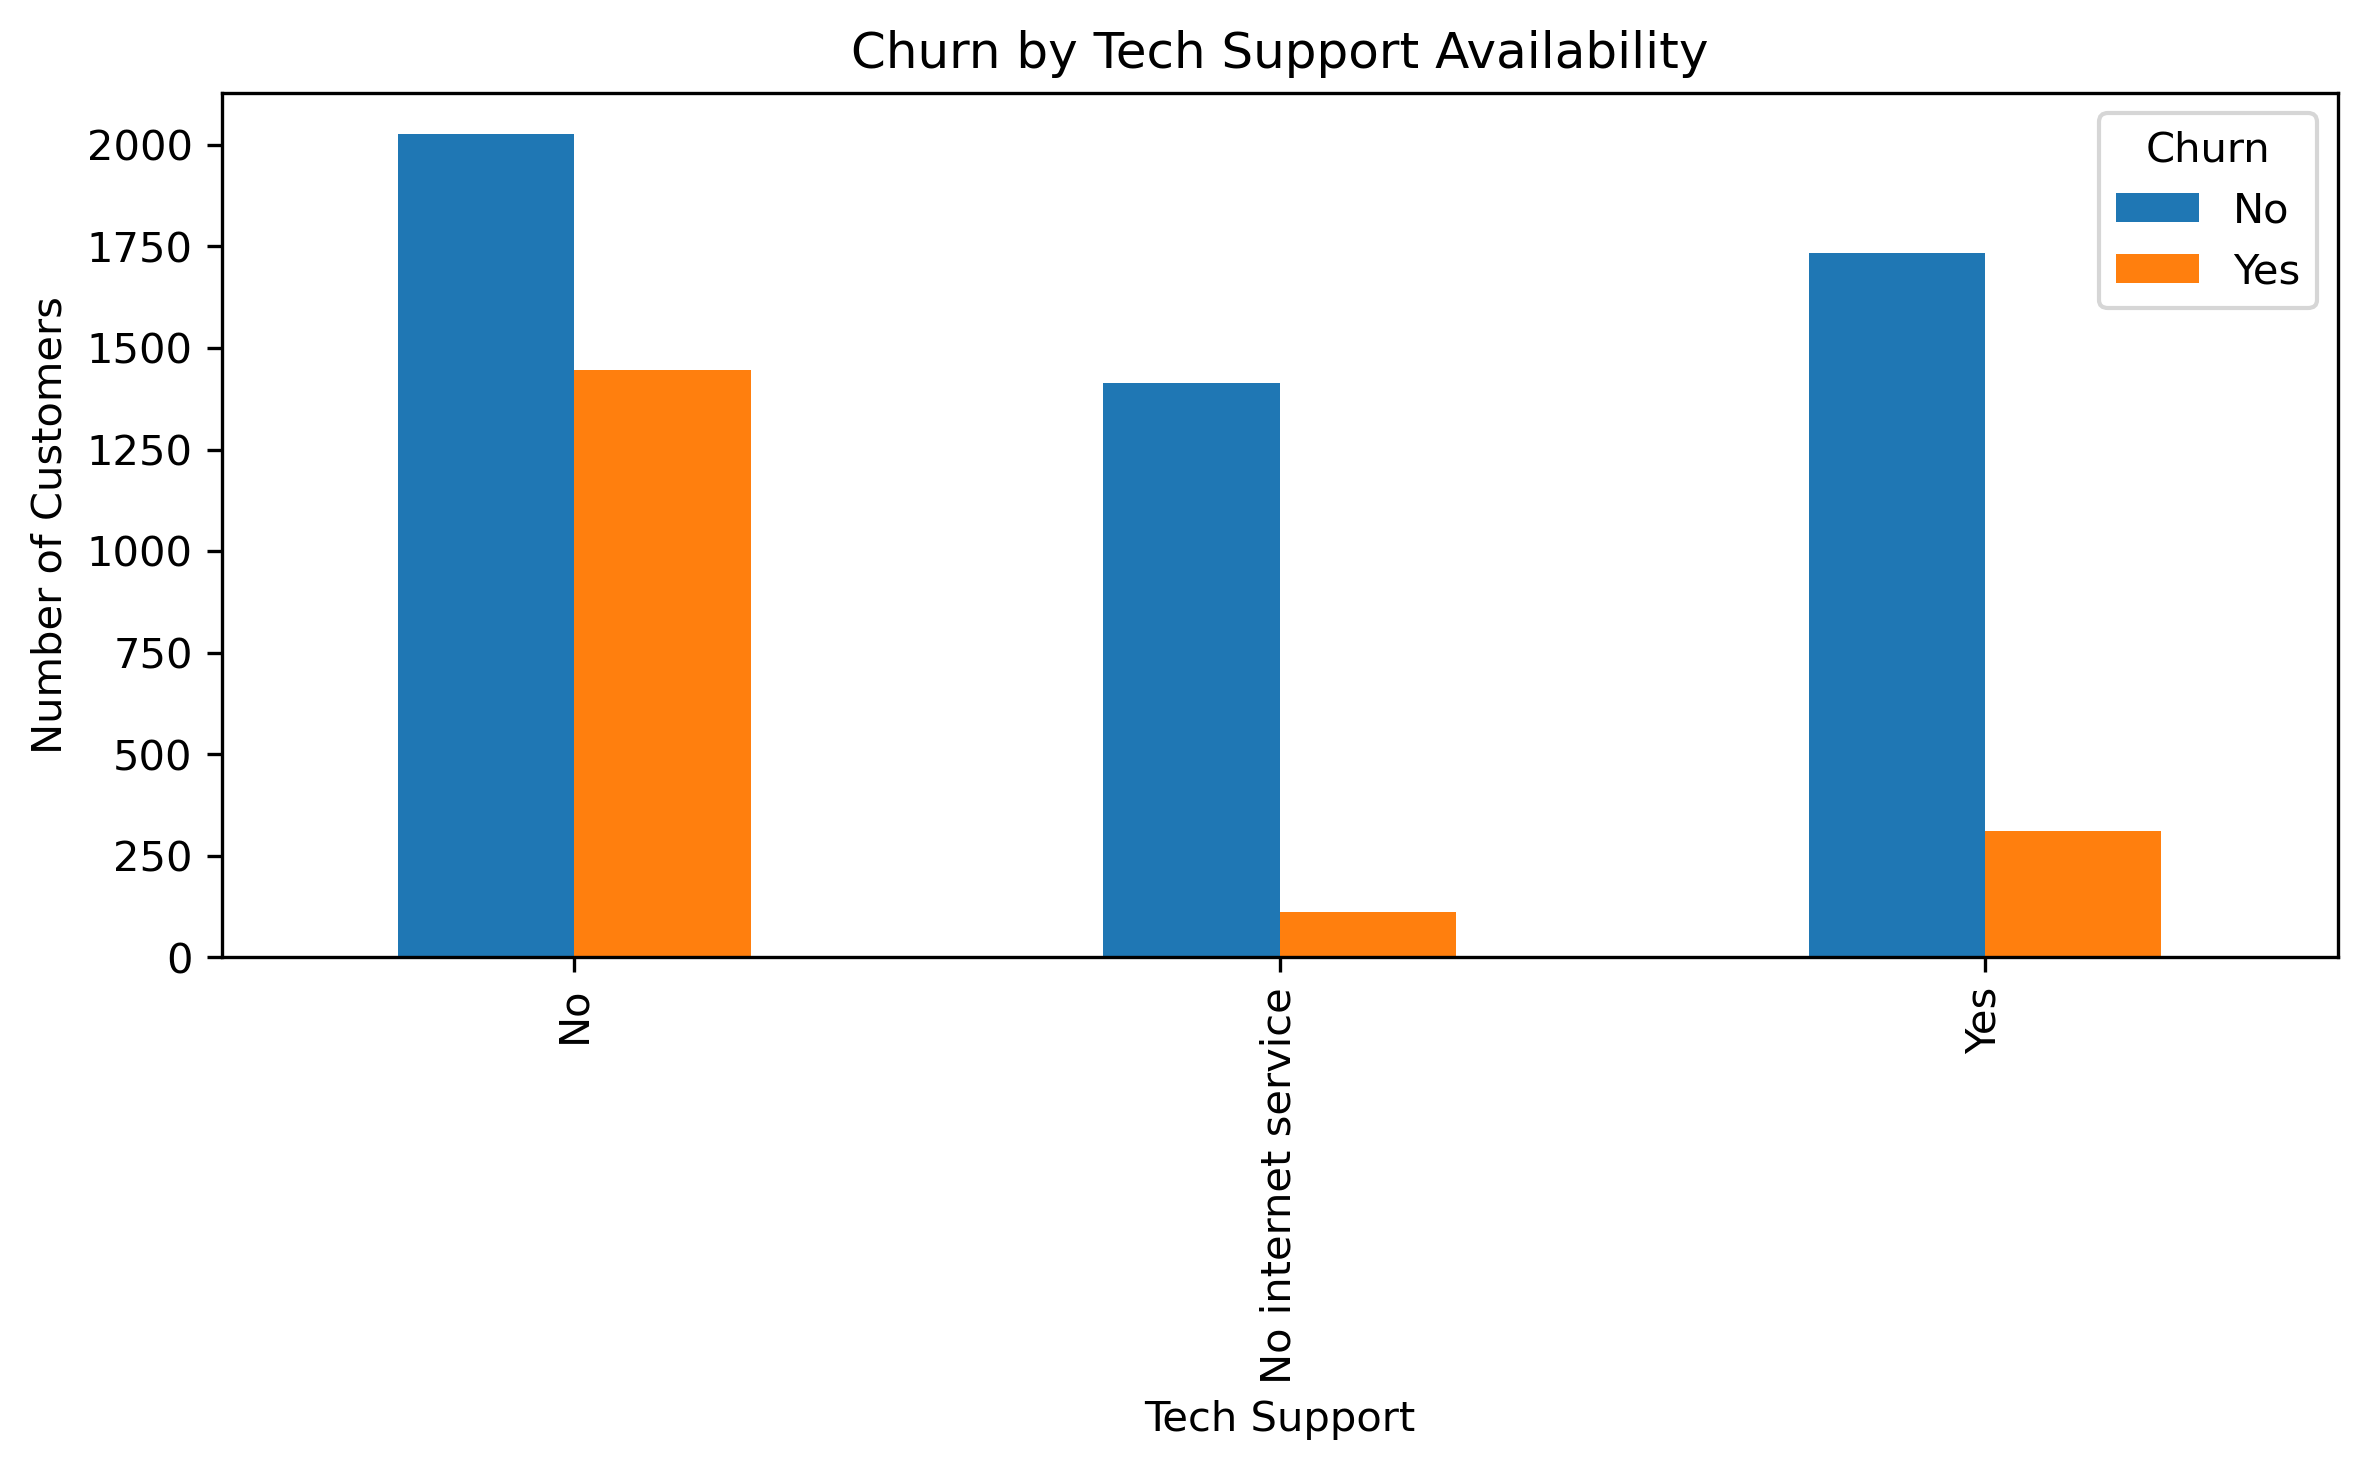 Churn by Tech Support Availability
Churn
No
Yes
2000
1750
1500
1250
1000
750
500
250
0
Number of Customers
No
No internet service
Yes
Tech Support